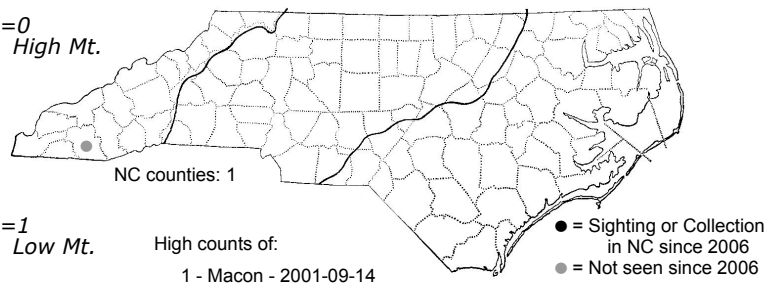 =0
High Mt.
NC counties: 1
=1
Low Mt.
High counts of:
1 - Macon - 2001-09-14
= Sighting or Collection
in NC since 2006
= Not seen since 2006